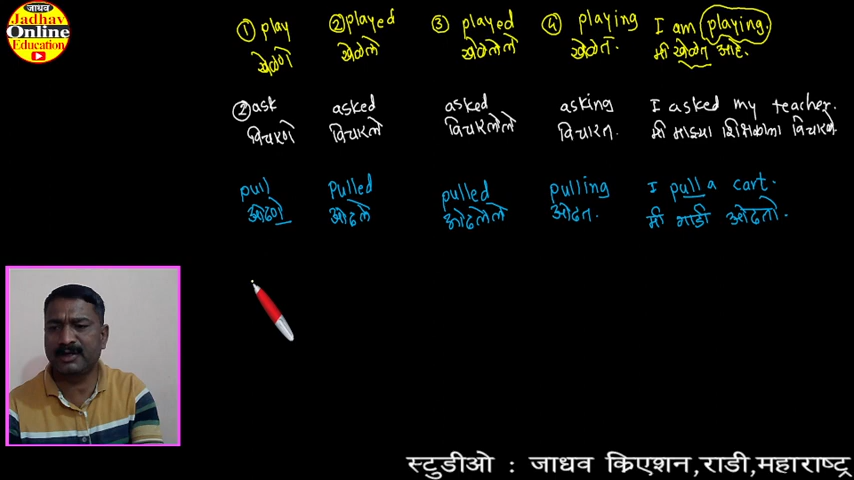 जाधव
Jadhav
Online
Education
① play ② played ③ played ④ playing I am playing.
खेळणे खेळले खेळलेले खेळत. मी खेळत आहे.
② ask asked asked asking I asked my teacher.
विचारणे विचारले विचारलेले विचारत. मी माझ्या शिक्षकांना विचारले.
pull Pulled pulled pulling I pull a cart.
ओढणे ओढले ओढलेले ओढत. मी गाडी ओढतो.
स्टुडीओ : जाधव क्रिएशन,राडी,महाराष्ट्र